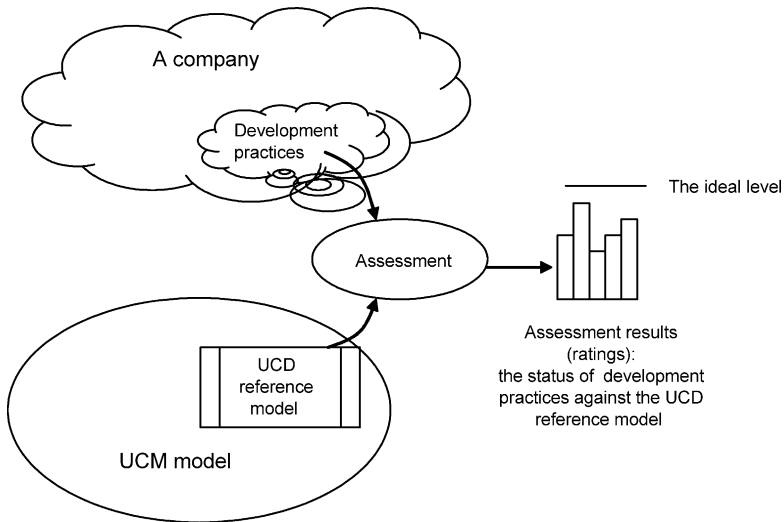 A company
Development
practices
The ideal level
Assessment
Assessment results
(ratings):
the status of development
practices against the UCD
reference model
UCD
reference
model
UCM model